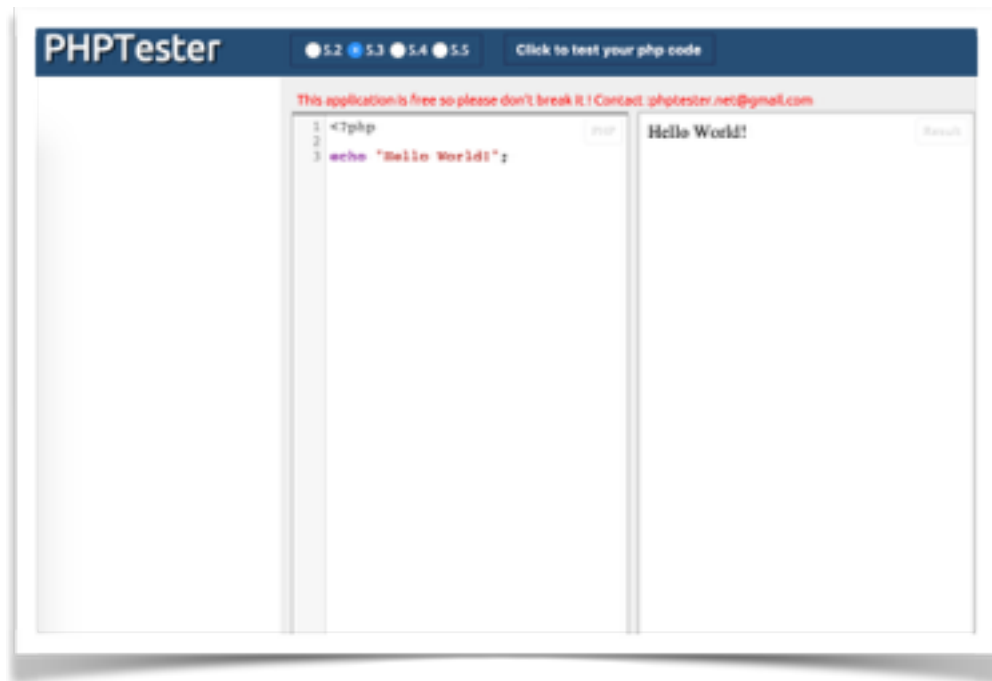 PHPTester
5.2 5.3 5.4 5.5
Click to test your php code
This application is free so please don't break it ! Contact :phptester.net@gmail.com
1 <?php
2
3 echo "Hello World!";
PHP
Hello World!
Result